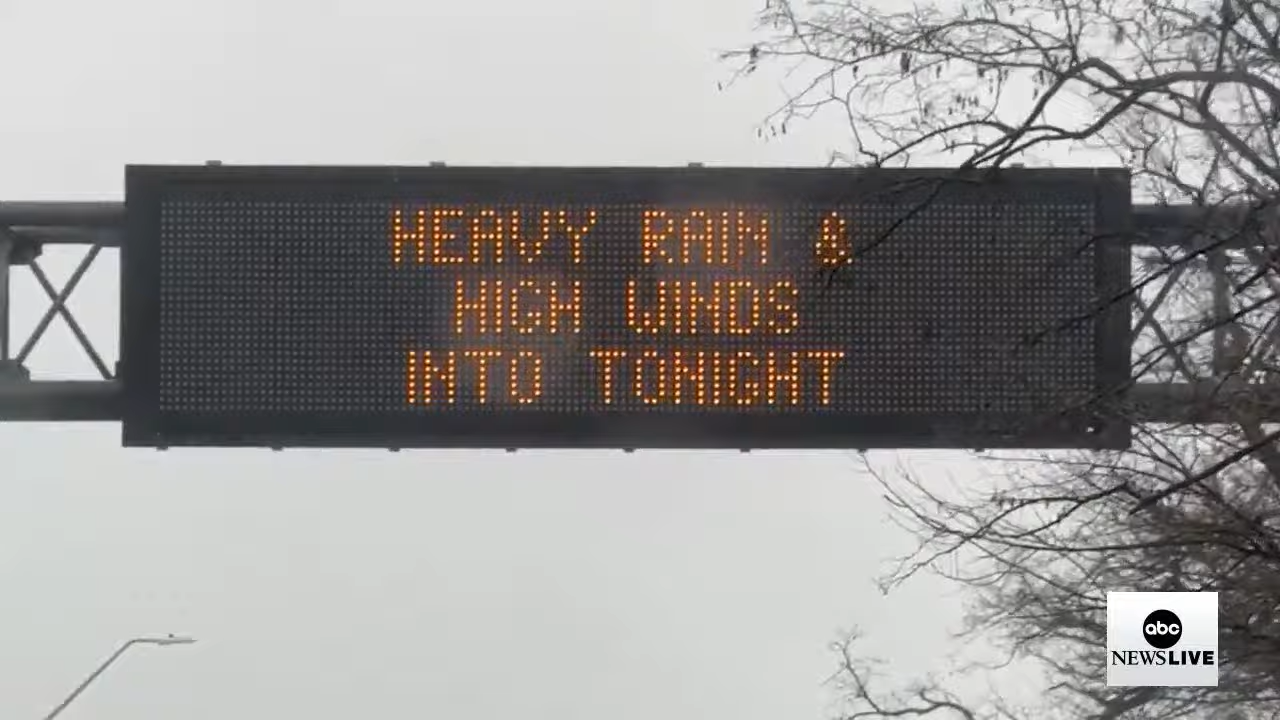 HEAVY RAIN &
HIGH WINDS
INTO TONIGHT
abc
NEWSLIVE